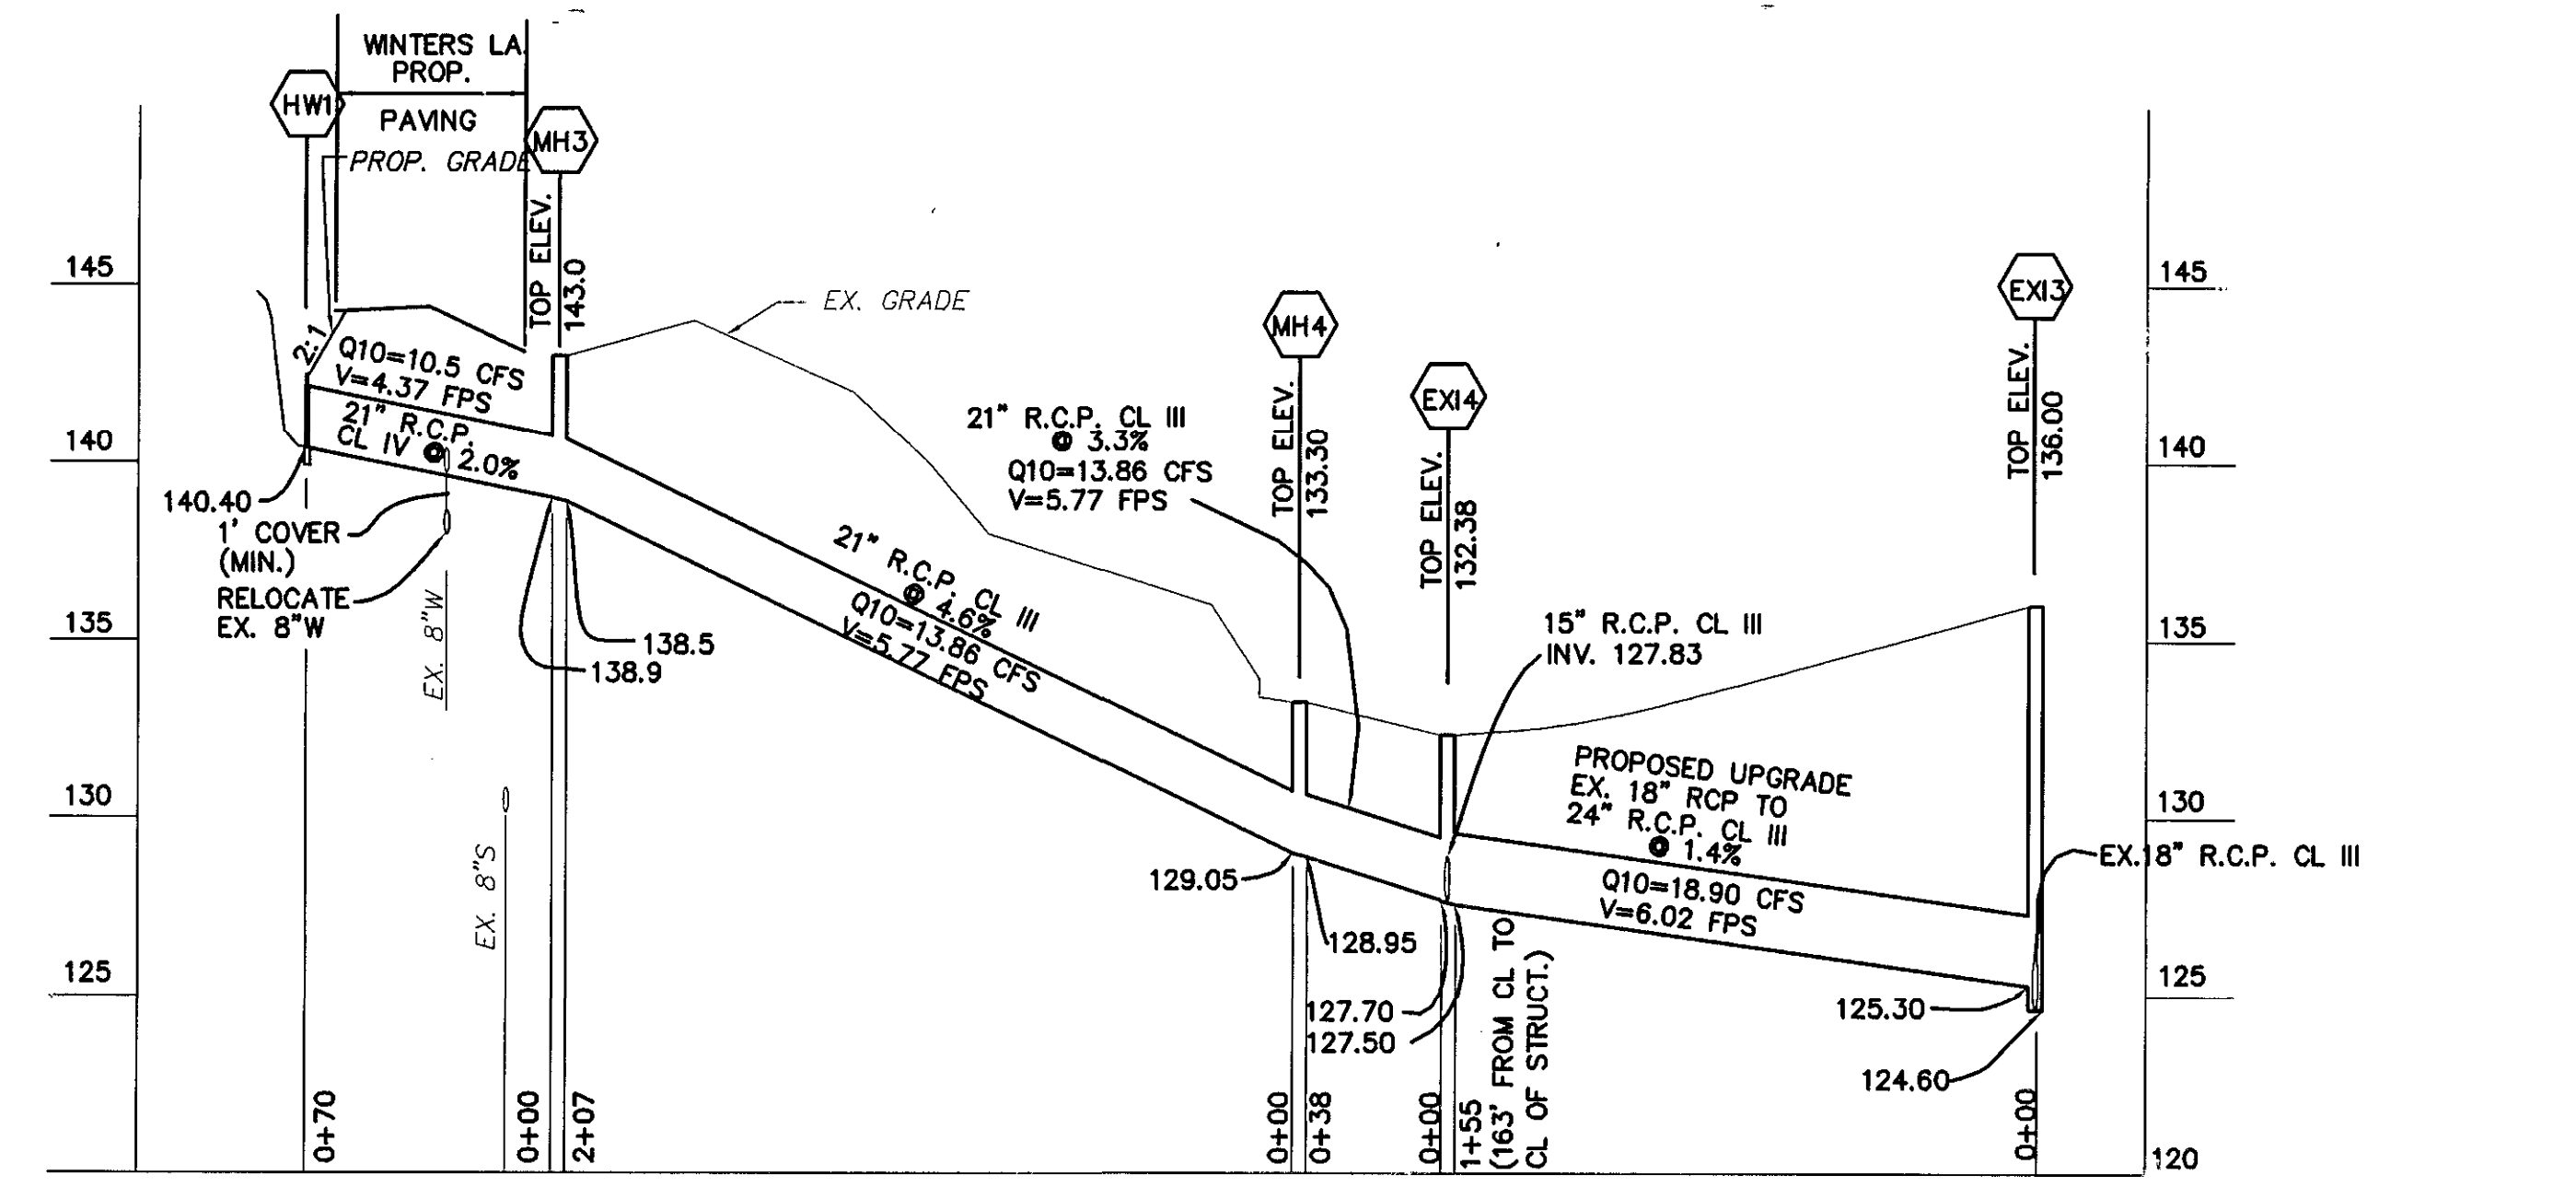 WINTERS LA.
PROP.
PAVING
HW1
MH3
PROP. GRADE
TOP ELEV.
143.0
EX. GRADE
145
140
135
130
125
2:1
Q10=10.5 CFS
V=4.37 FPS
21" R.C.P.
CL IV @ 2.0%
140.40
1' COVER
(MIN.)
RELOCATE
EX. 8"W
EX. 8"W
EX. 8"S
138.5
138.9
21" R.C.P. CL III
@ 4.6%
Q10=13.86 CFS
V=5.77 FPS
21" R.C.P. CL III
@ 3.3%
Q10=13.86 CFS
V=5.77 FPS
MH4
TOP ELEV.
133.30
EX14
TOP ELEV.
132.38
15" R.C.P. CL III
INV. 127.83
129.05
128.95
127.70
127.50
PROPOSED UPGRADE
EX. 18" RCP TO
24" R.C.P. CL III
@ 1.4%
Q10=18.90 CFS
V=6.02 FPS
EX13
TOP ELEV.
136.00
EX.18" R.C.P. CL III
125.30
124.60
145
140
135
130
125
120
0+70
0+00
2+07
0+00
0+38
0+00
1+55
(163' FROM CL TO
CL OF STRUCT.)
0+00